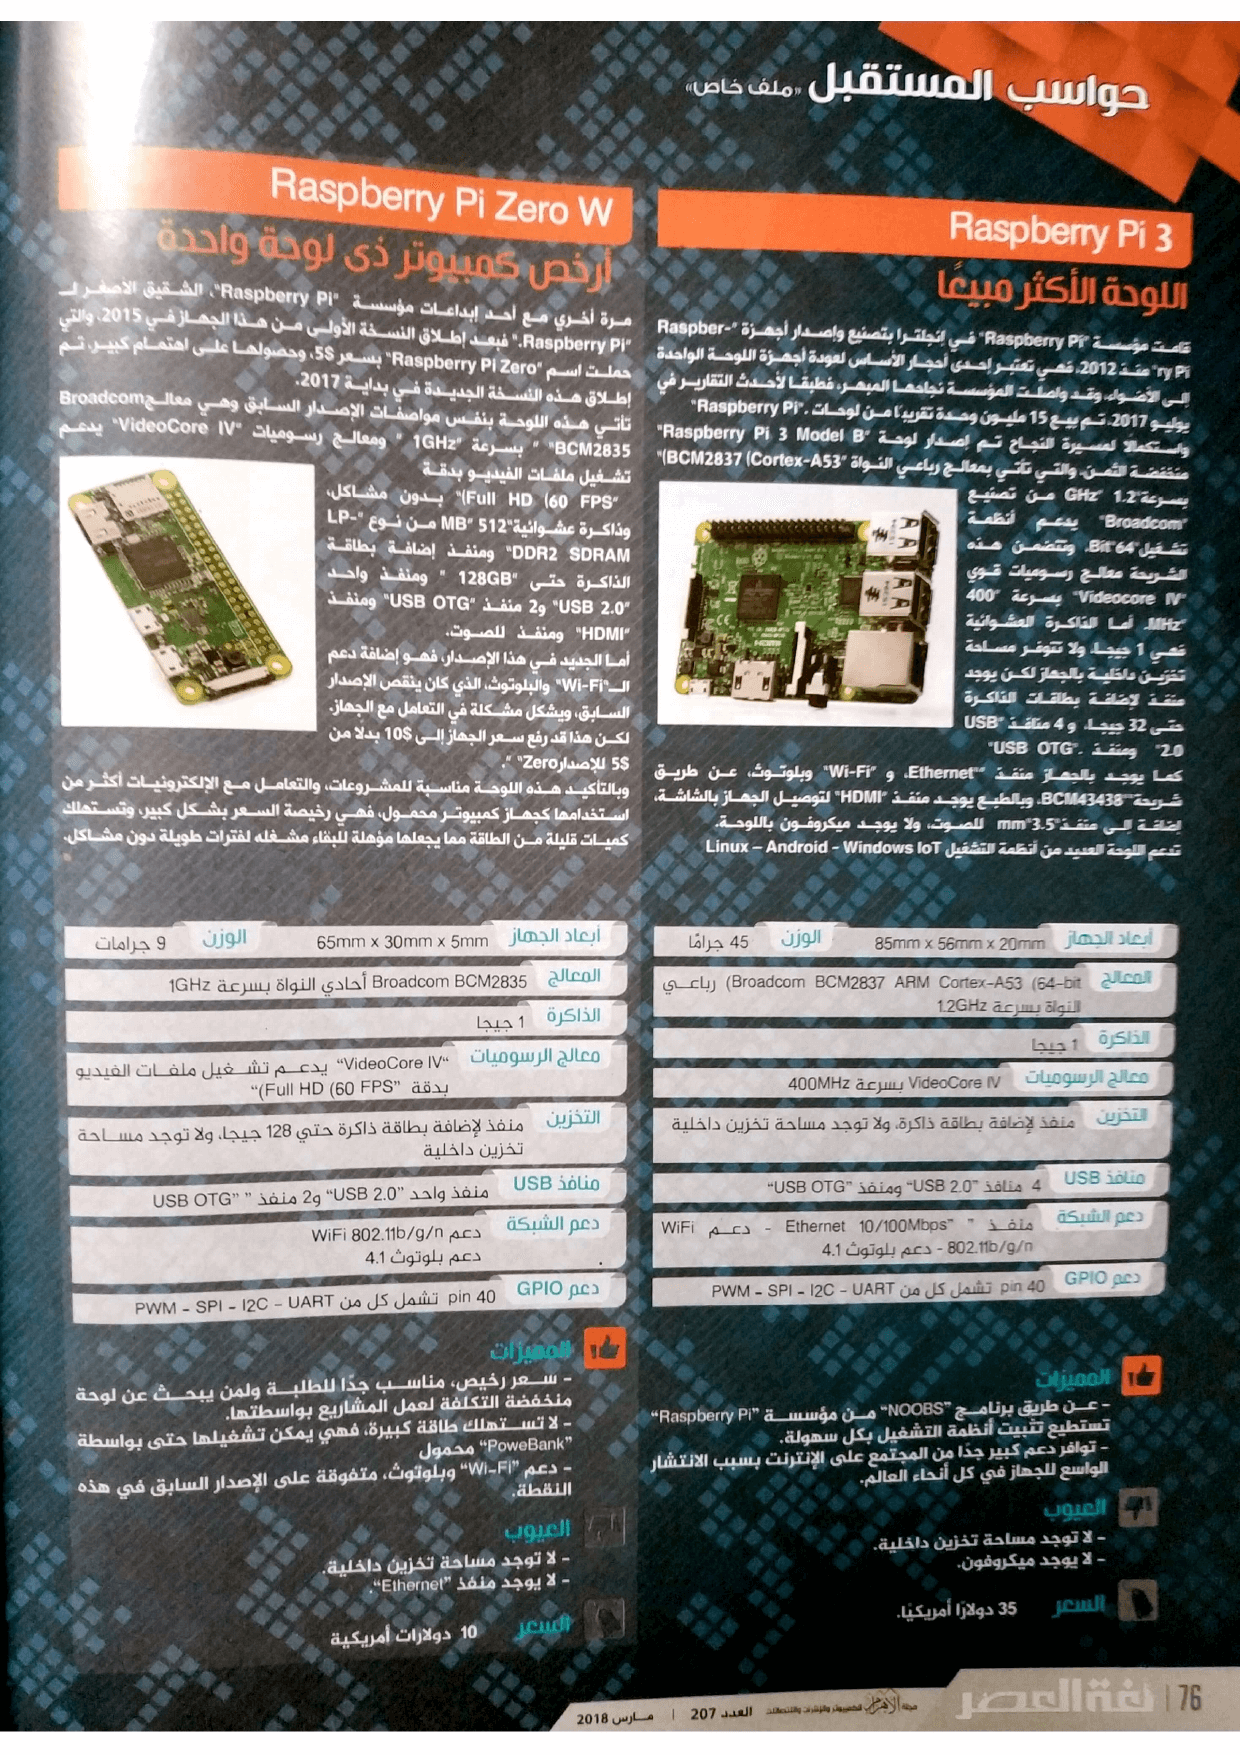 حواسب المستقبل «ملف خاص»
Raspberry Pi 3
اللوحة الأكثر مبيعًا
قامت مؤسسة "Raspberry Pi" في إنجلترا بتصنيع وإصدار أجهزة "Raspber-
ry Pi" منذ 2012، فهي تعتبر إحدى أحجار الأساس لعودة أجهزة اللوحة الواحدة
إلى الأضواء، وقد واصلت المؤسسة نجاحها المبهر، فطبقا لأحدث التقارير في
يوليو 2017، تم بيع 15 مليون وحدة تقريبًا من لوحات "Raspberry Pi".
واستكمالا لمسيرة النجاح تم إصدار لوحة "Raspberry Pi 3 Model B"
منخفضة الثمن، والتي تأتي بمعالج رباعي النواة "BCM2837 (Cortex-A53)"
بسرعة "1.2 GHz" من تصنيع
"Broadcom" يدعم أنظمة
تشغيل "64 Bit"، وتتضمن هذه
الشريحة معالج رسوميات قوي
"Videocore IV" بسرعة "400
MHz". أما الذاكرة العشوائية
فهي 1 جيجا، ولا تتوفر مساحة
تخزين داخلية بالجهاز لكن يوجد
منفذ لإضافة بطاقات الذاكرة
حتى 32 جيجا، و 4 منافذ "USB
2.0" ومنفذ "USB OTG".
كما يوجد بالجهاز منفذ "Ethernet"، و "Wi-Fi" وبلوتوث، عن طريق
شريحة "BCM43438"، وبالطبع يوجد منفذ "HDMI" لتوصيل الجهاز بالشاشة،
إضافة إلى منفذ "3.5 mm" للصوت، ولا يوجد ميكروفون باللوحة.
تدعم اللوحة العديد من أنظمة التشغيل Linux – Android - Windows IoT
أبعاد الجهاز 85mm x 56mm x 20mm الوزن 45 جرامًا
المعالج Broadcom BCM2837 ARM Cortex-A53 (64-bit) رباعي
النواة بسرعة 1.2GHz
الذاكرة 1 جيجا
معالج الرسوميات VideoCore IV بسرعة 400MHz
التخزين منفذ لإضافة بطاقة ذاكرة، ولا توجد مساحة تخزين داخلية
منافذ USB 4 منافذ "USB 2.0" ومنفذ "USB OTG"
دعم الشبكة منفذ " "Ethernet 10/100Mbps - دعم WiFi
802.11b/g/n - دعم بلوتوث 4.1
دعم GPIO 40 pin تشمل كل من PWM - SPI - I2C - UART
المميزات
- عن طريق برنامج "NOOBS" من مؤسسة "Raspberry Pi"
تستطيع تثبيت أنظمة التشغيل بكل سهولة.
- توافر دعم كبير جدًا من المجتمع على الإنترنت بسبب الانتشار
الواسع للجهاز في كل أنحاء العالم.
العيوب
- لا توجد مساحة تخزين داخلية.
- لا يوجد ميكروفون.
السعر 35 دولارًا أمريكيًا.
Raspberry Pi Zero W
أرخص كمبيوتر ذى لوحة واحدة
مرة أخري مع أحد إبداعات مؤسسة "Raspberry Pi"، الشقيق الأصغر لـ
"Raspberry Pi". فبعد إطلاق النسخة الأولى من هذا الجهاز في 2015، والتي
حملت اسم "Raspberry Pi Zero" بسعر 5$، وحصولها على اهتمام كبير، تم
إطلاق هذه النسخة الجديدة في بداية 2017.
تأتي هذه اللوحة بنفس مواصفات الإصدار السابق وهي معالج Broadcom
"BCM2835 " بسرعة "1GHz " ومعالج رسوميات "VideoCore IV" يدعم
تشغيل ملفات الفيديو بدقة
"Full HD (60 FPS)" بدون مشاكل،
وذاكرة عشوائية "512 MB" من نوع "LP-
DDR2 SDRAM" ومنفذ إضافة بطاقة
الذاكرة حتى "128GB " ومنفذ واحد
"USB 2.0" و2 منفذ "USB OTG" ومنفذ
"HDMI" ومنفذ للصوت.
أما الجديد في هذا الإصدار، فهو إضافة دعم
الـ"Wi-Fi" والبلوتوث، الذي كان ينقص الإصدار
السابق، ويشكل مشكلة في التعامل مع الجهاز.
لكن هذا قد رفع سعر الجهاز إلى 10$ بدلا من
5$ للإصدار "Zero ".
وبالتأكيد هذه اللوحة مناسبة للمشروعات، والتعامل مع الإلكترونيات أكثر من
استخدامها كجهاز كمبيوتر محمول، فهي رخيصة السعر بشكل كبير، وتستهلك
كميات قليلة من الطاقة مما يجعلها مؤهلة للبقاء مشغله لفترات طويلة دون مشاكل.
أبعاد الجهاز 65mm x 30mm x 5mm الوزن 9 جرامات
المعالج Broadcom BCM2835 أحادي النواة بسرعة 1GHz
الذاكرة 1 جيجا
معالج الرسوميات "VideoCore IV" يدعم تشغيل ملفات الفيديو
بدقة "Full HD (60 FPS)"
التخزين منفذ لإضافة بطاقة ذاكرة حتي 128 جيجا، ولا توجد مساحة
تخزين داخلية
منافذ USB منفذ واحد "USB 2.0" و2 منفذ " "USB OTG
دعم الشبكة دعم WiFi 802.11b/g/n
دعم بلوتوث 4.1
دعم GPIO 40 pin تشمل كل من PWM - SPI - I2C - UART
المميزات
- سعر رخيص، مناسب جدًا للطلبة ولمن يبحث عن لوحة
منخفضة التكلفة لعمل المشاريع بواسطتها.
- لا تستهلك طاقة كبيرة، فهي يمكن تشغيلها حتى بواسطة
"PoweBank" محمول
- دعم "Wi-Fi" وبلوتوث، متفوقة على الإصدار السابق في هذه
النقطة.
العيوب
- لا توجد مساحة تخزين داخلية.
- لا يوجد منفذ "Ethernet".
السعر 10 دولارات أمريكية
76 | لغة العصر مجلة الأهرام للكمبيوتر والإنترنت والاتصالات العدد 207 | مارس 2018